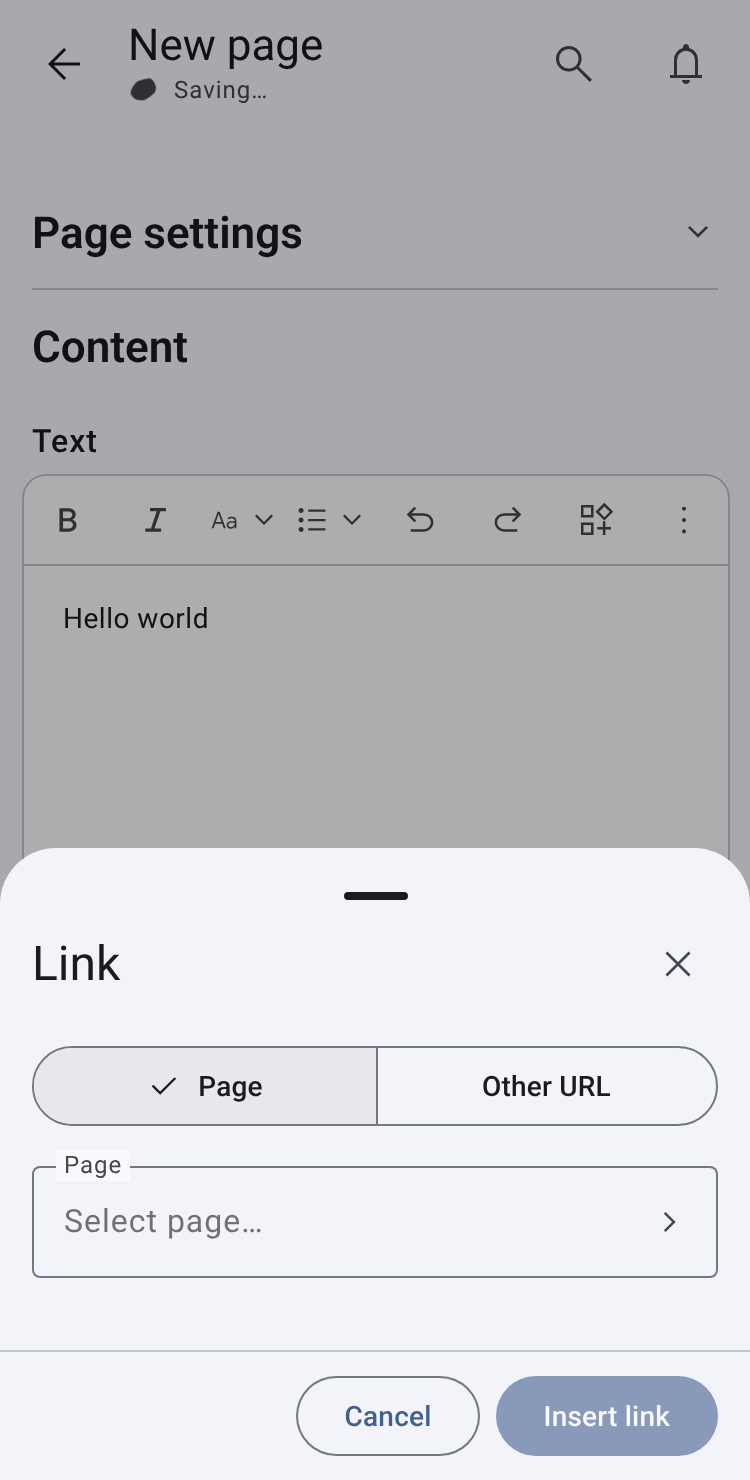 New page
Saving…
Page settings
Content
Text
B I Aa
Hello world
Link
Page Other URL
Page
Select page…
Cancel Insert link